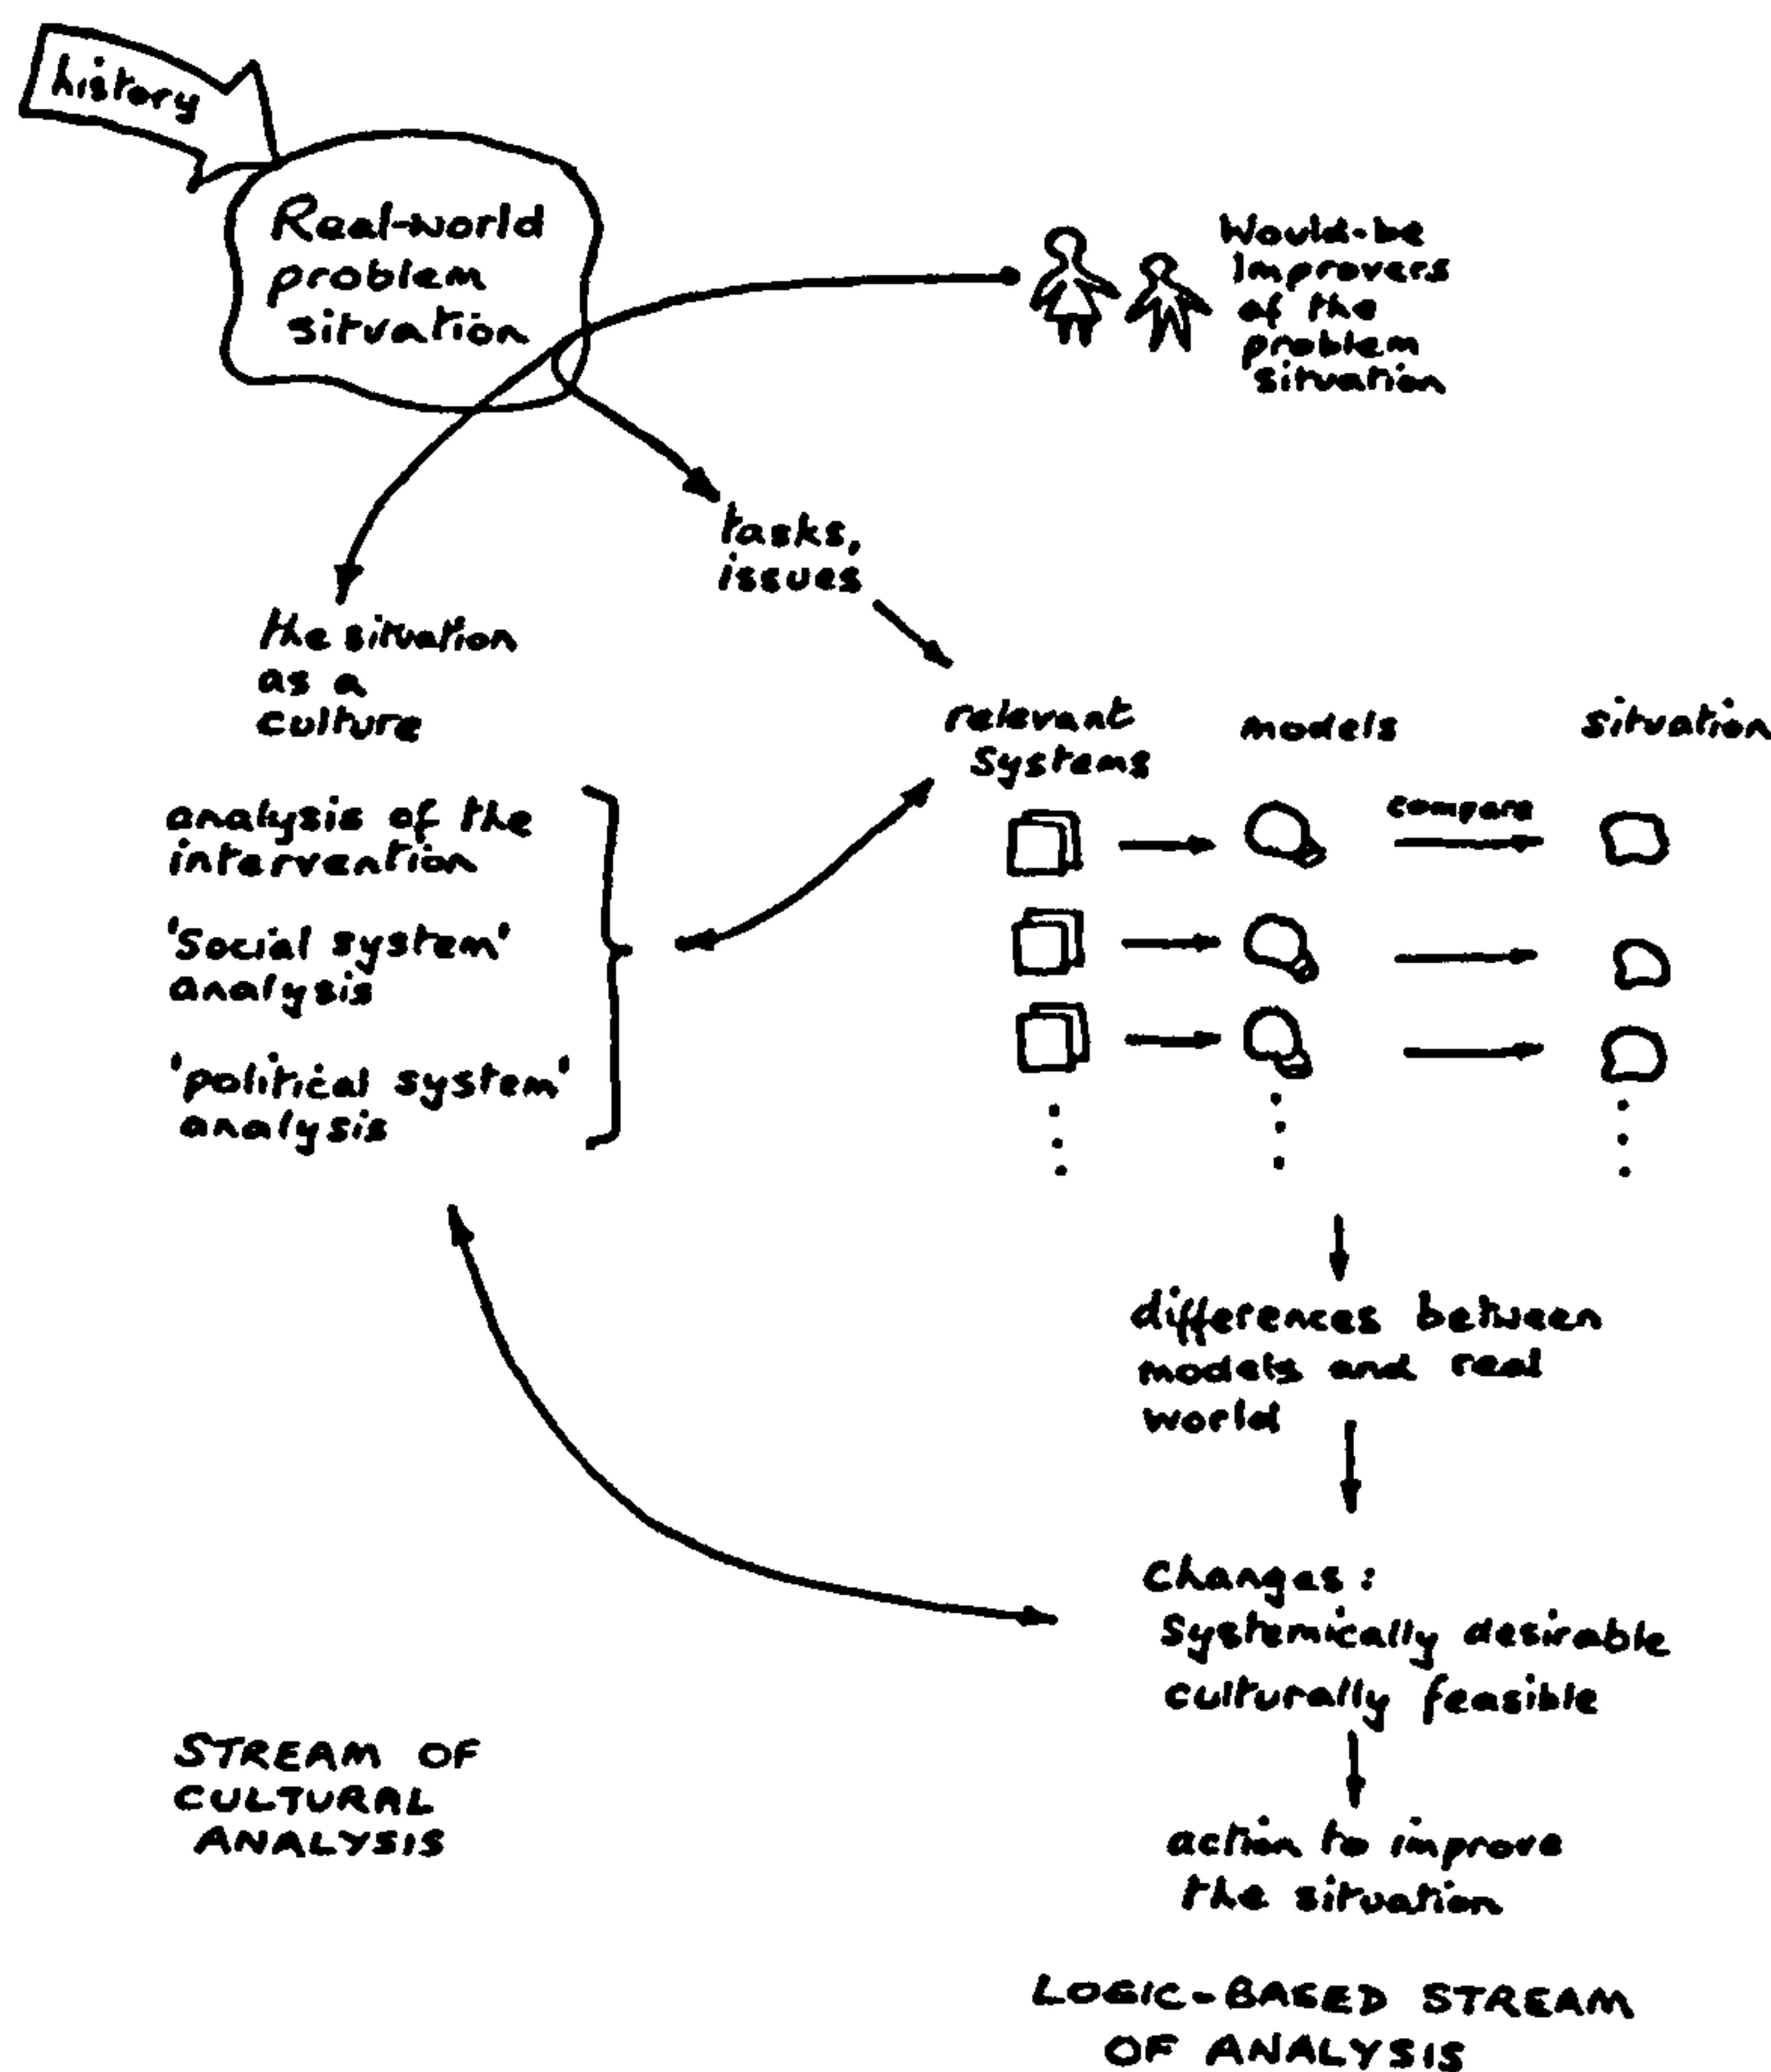 history
Real-world
problem
situation
Would-be
improvers
of the
problem
situation
tasks,
issues
the situation
as a
culture
relevant
systems
models
situation
analysis of the
intervention
compare
'Social system'
analysis
'political system'
analysis
differences between
models and real
world
Changes:
Systemically desirable
culturally feasible
action to improve
the situation
STREAM OF
CULTURAL
ANALYSIS
LOGIC-BASED STREAM
OF ANALYSIS